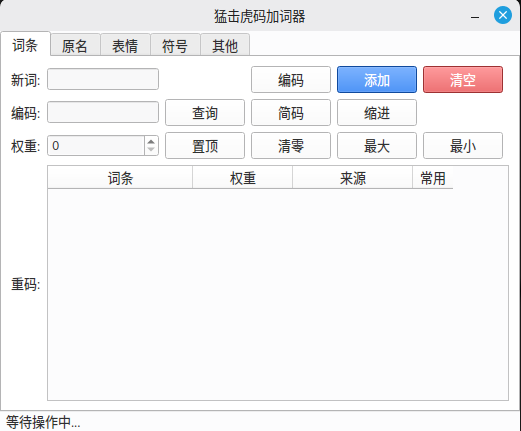 猛击虎码加词器
词条 原名 表情 符号 其他
新词: 编码 添加 清空
编码: 查询 简码 缩进
权重: 0 置顶 清零 最大 最小
词条 权重 来源 常用
重码:
等待操作中...